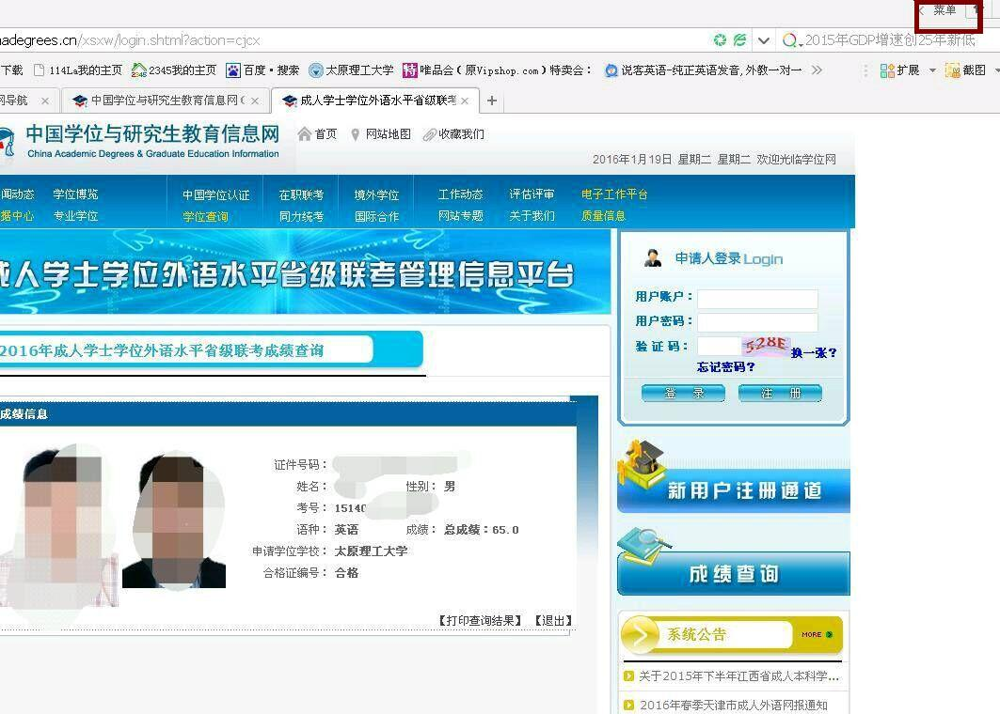 菜单
adegrees.cn/xsxw/login.shtml?action=cjcx
2015年GDP增速创25年新低
下载 114La我的主页 2345我的主页 百度·搜索 太原理工大学 唯品会(原Vipshop.com)特卖会: 说客英语-纯正英语发音,外教一对一 扩展 截图
导航 中国学位与研究生教育信息网( 成人学士学位外语水平省级联考
中国学位与研究生教育信息网
China Academic Degrees & Graduate Education Information
首页 网站地图 收藏我们
2016年1月19日 星期二 星期二 欢迎光临学位网
闻动态 学位博览 中国学位认证 在职联考 境外学位 工作动态 评估评审 电子工作平台
据中心 专业学位 学位查询 同力统考 国际合作 网站专题 关于我们 质量信息
成人学士学位外语水平省级联考管理信息平台
申请人登录Login
用户账户:
用户密码:
验 证 码: 528E 换一张?
忘记密码?
登 录 注 册
2016年成人学士学位外语水平省级联考成绩查询
成绩信息
证件号码:
姓名: 性别: 男
考号: 15140
语种: 英语 成绩: 总成绩:65.0
申请学位学校: 太原理工大学
合格证编号: 合格
【打印查询结果】 【退出】
新用户注册通道
成绩查询
系统公告 MORE
关于2015年下半年江西省成人本科学...
2016年春季天津市成人外语网报通知